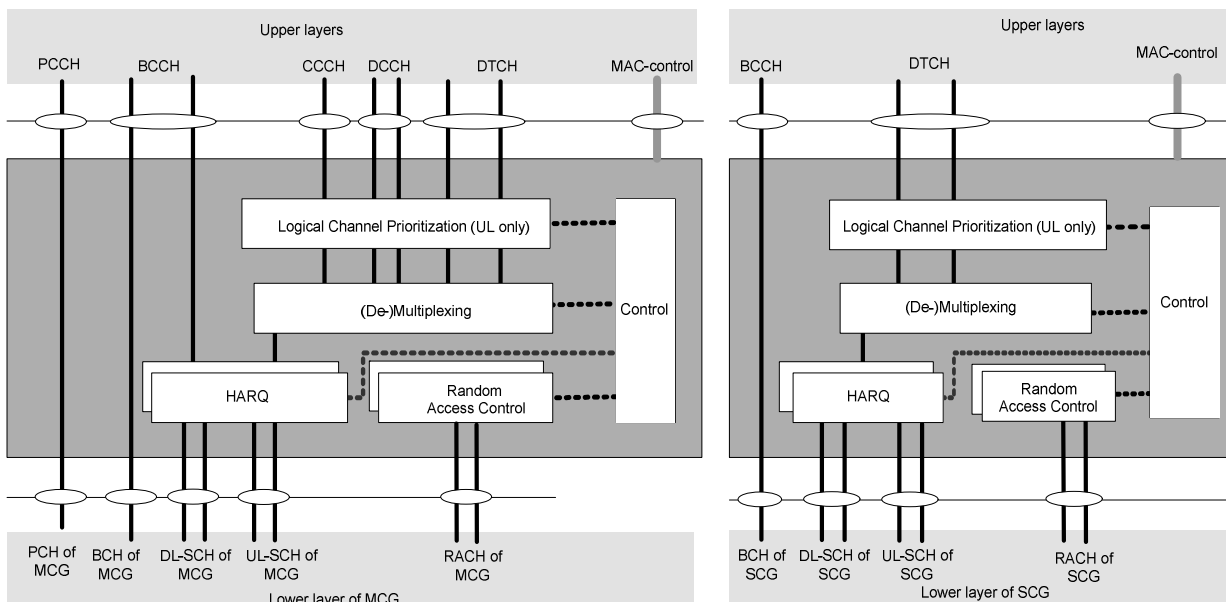 Upper layers
PCCH
BCCH
CCCH
DCCH
DTCH
MAC-control
Logical Channel Prioritization (UL only)
(De-)Multiplexing
Control
HARQ
Random
Access Control
PCH of
MCG
BCH of
MCG
DL-SCH of
MCG
UL-SCH of
MCG
RACH of
MCG
Lower layer of MCG
Upper layers
BCCH
DTCH
MAC-control
Logical Channel Prioritization (UL only)
(De-)Multiplexing
Control
HARQ
Random
Access Control
BCH of
SCG
DL-SCH of
SCG
UL-SCH of
SCG
RACH of
SCG
Lower layer of SCG